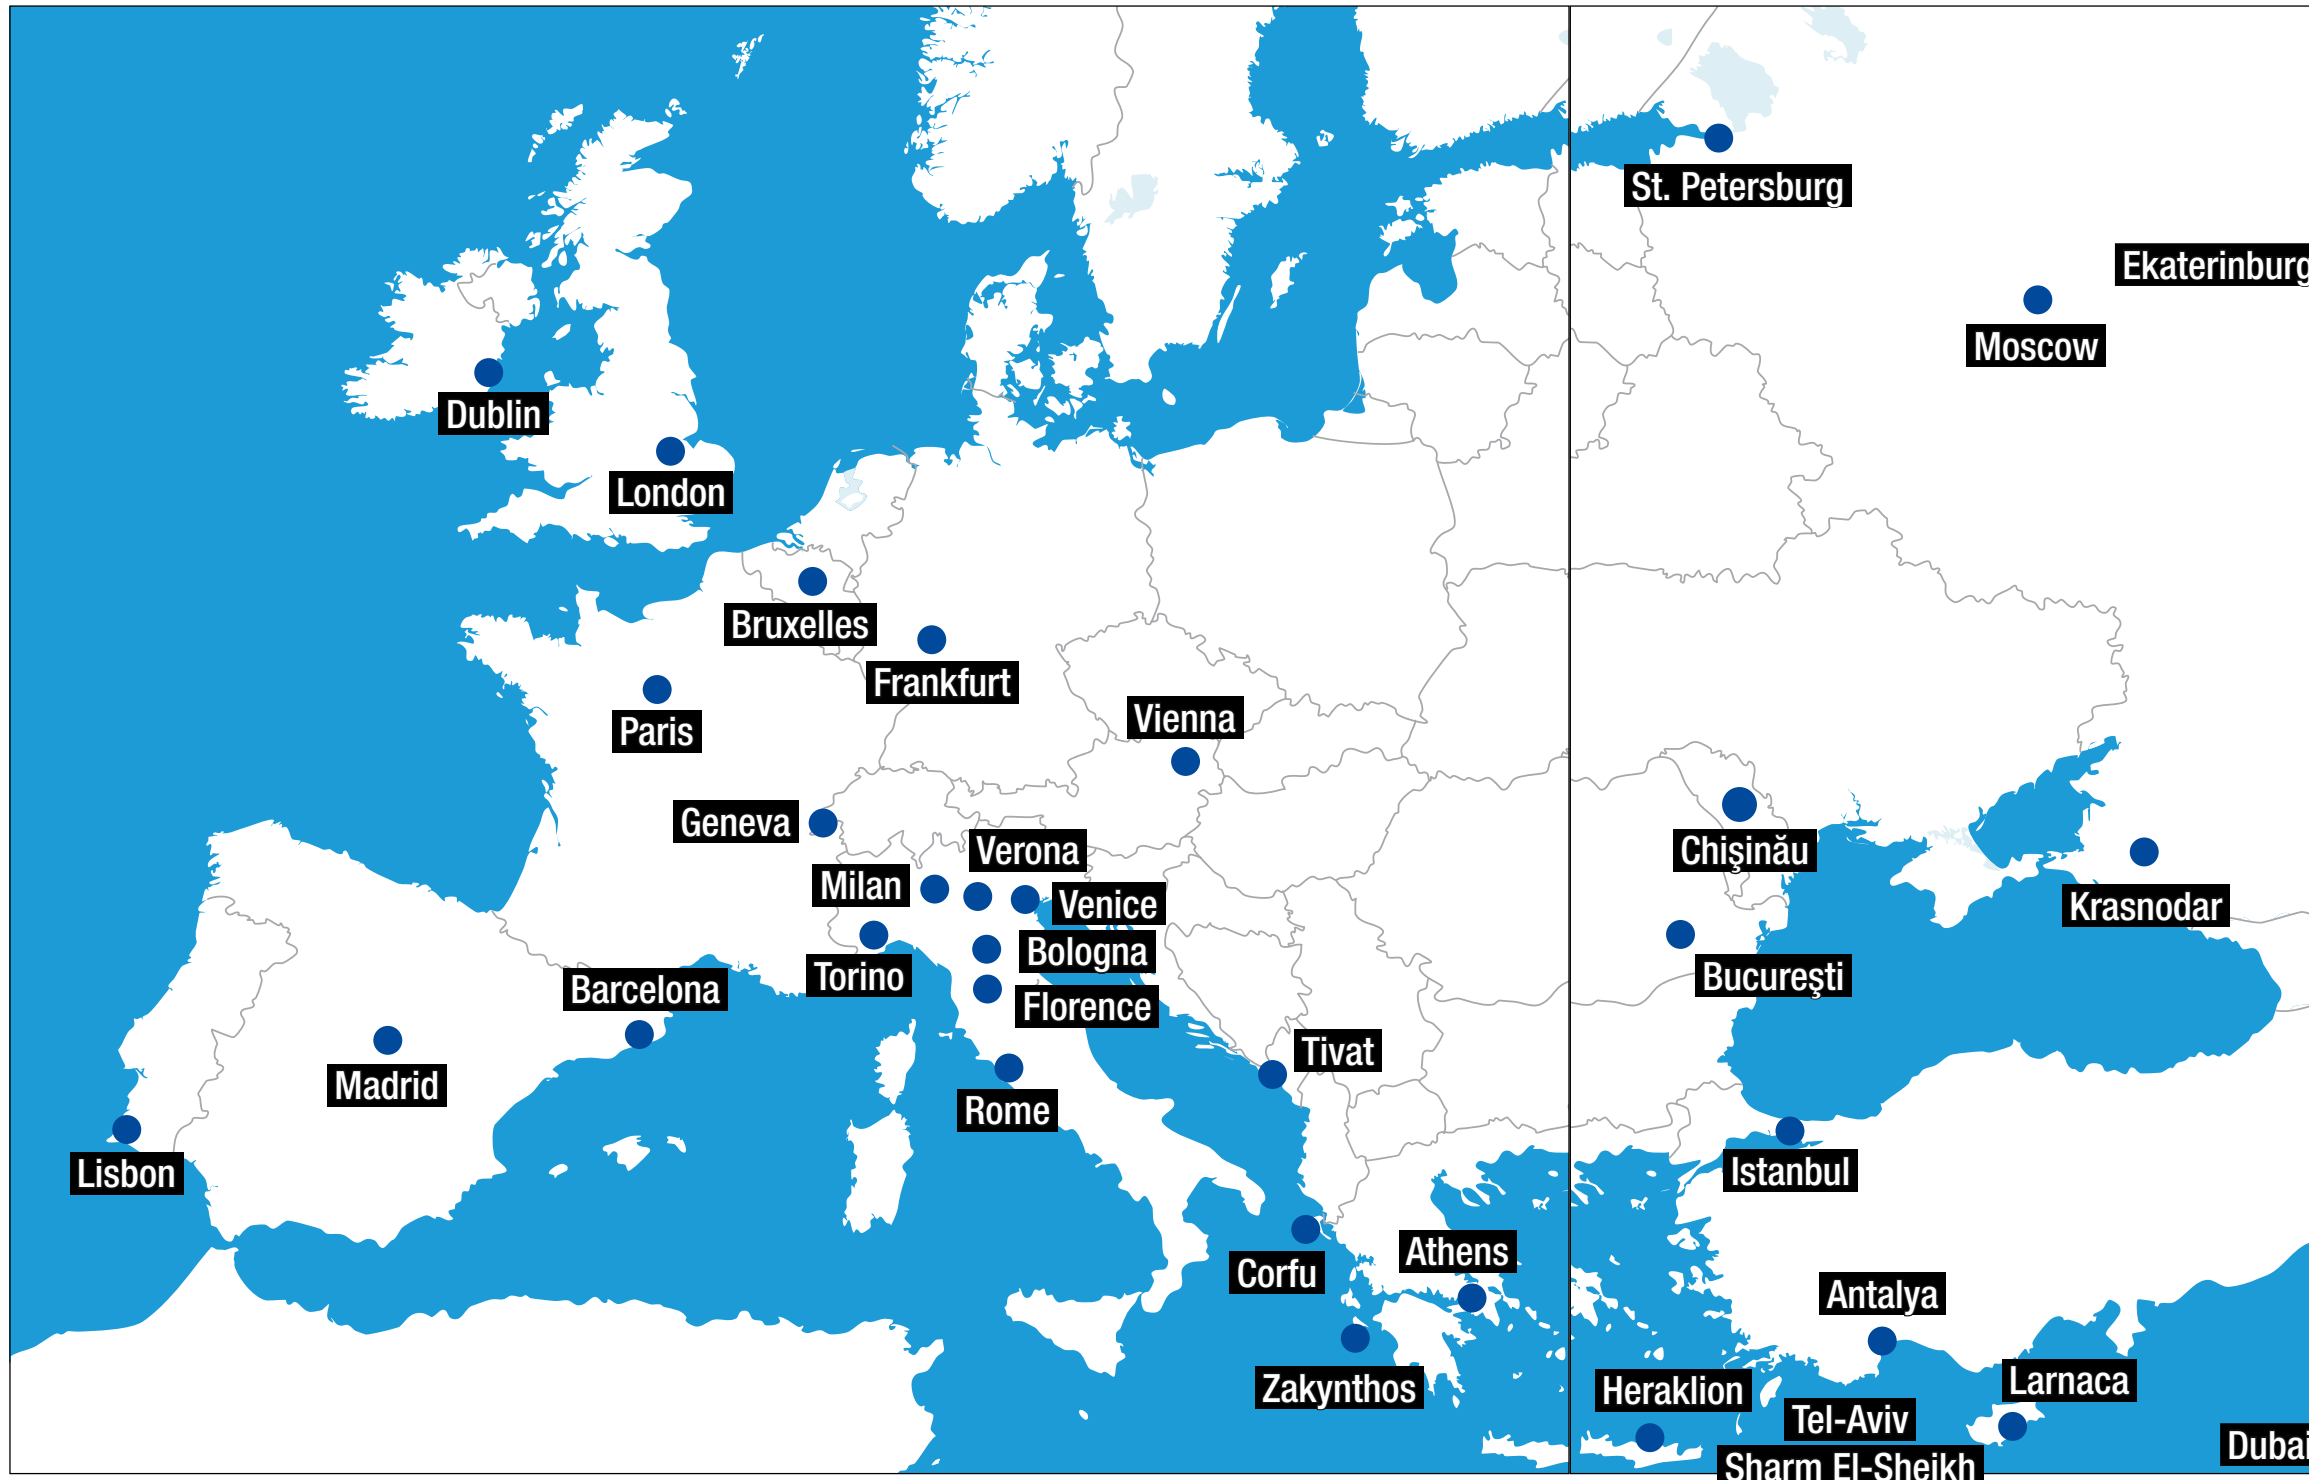 St. Petersburg
Ekaterinburg
Moscow
Dublin
London
Bruxelles
Frankfurt
Paris
Vienna
Geneva
Verona
Chişinău
Milan
Venice
Krasnodar
Bologna
Torino
Bucureşti
Barcelona
Florence
Tivat
Madrid
Rome
Lisbon
Istanbul
Athens
Corfu
Antalya
Larnaca
Zakynthos
Heraklion
Tel-Aviv
Dubai
Sharm El-Sheikh